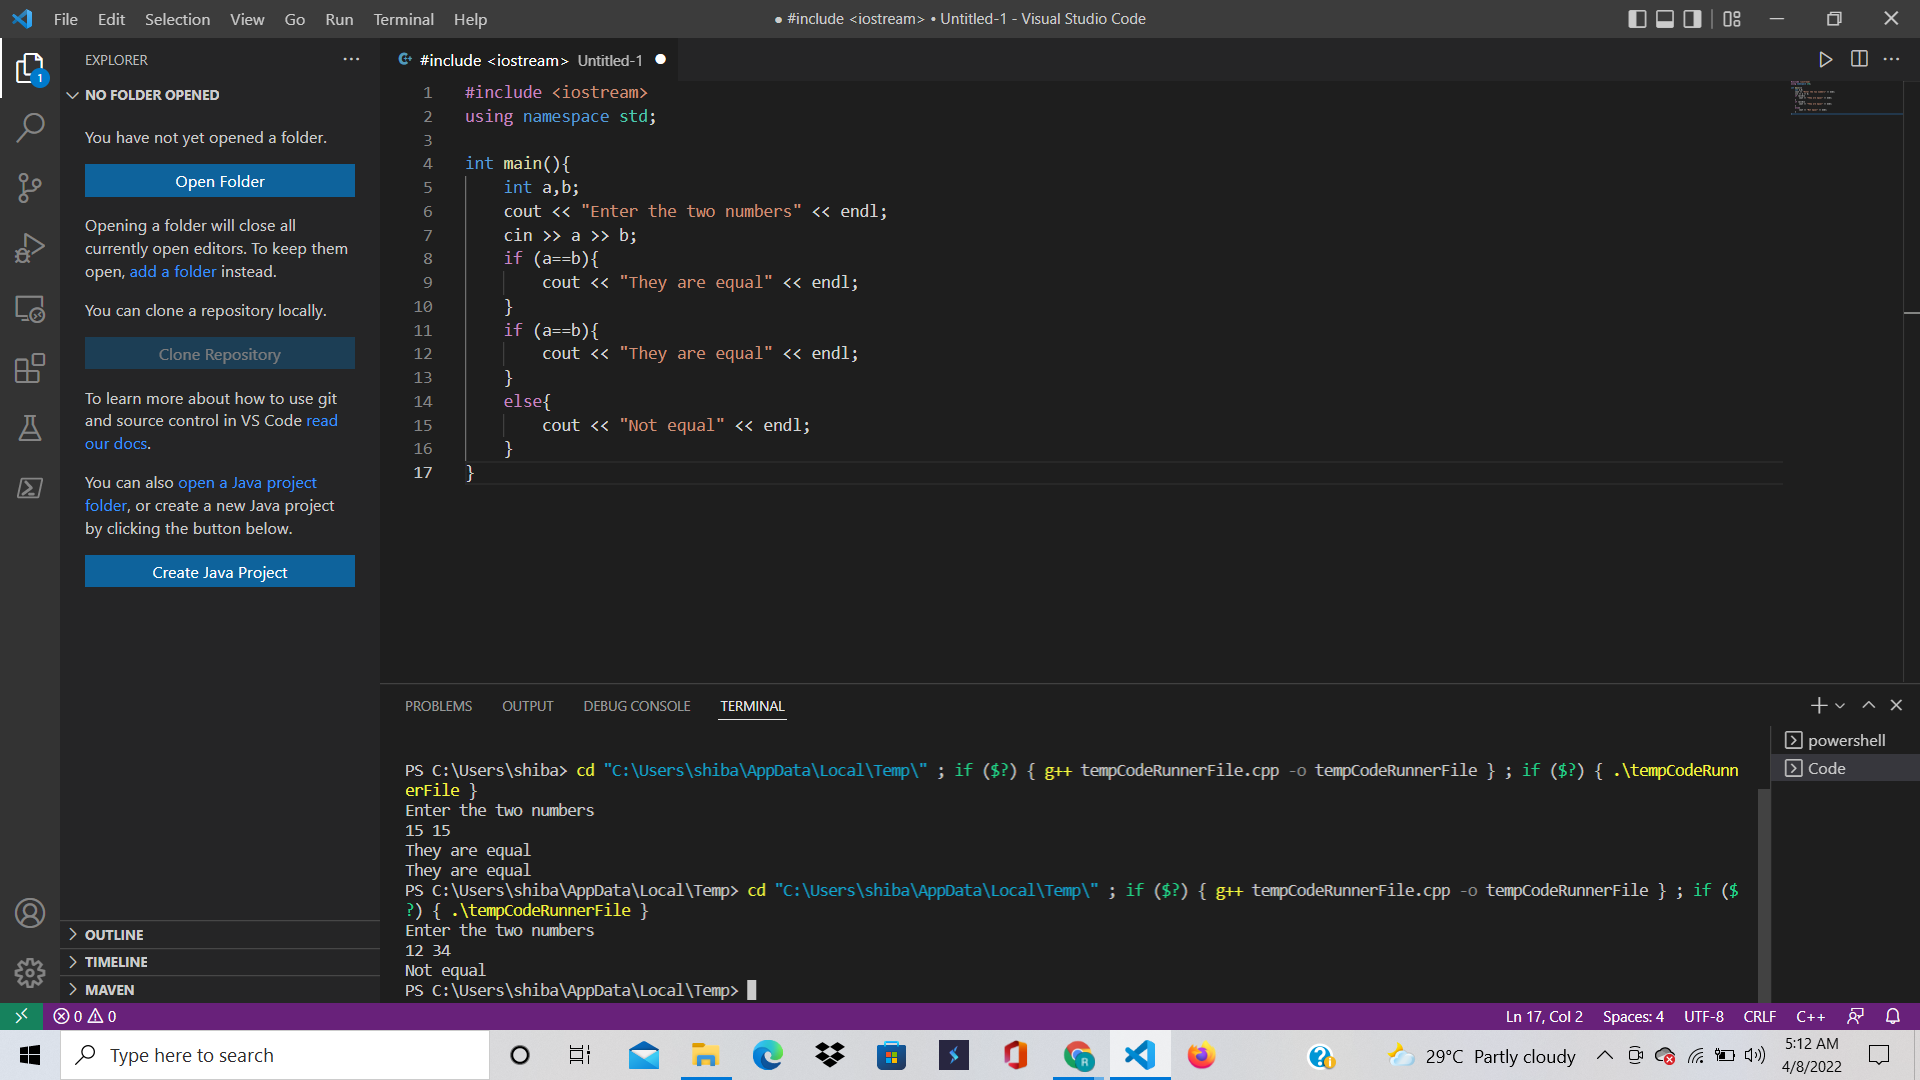 File Edit Selection View Go Run Terminal Help
● #include <iostream> • Untitled-1 - Visual Studio Code
1
EXPLORER
NO FOLDER OPENED
You have not yet opened a folder.
Open Folder
Opening a folder will close all
currently open editors. To keep them
open, add a folder instead.
You can clone a repository locally.
Clone Repository
To learn more about how to use git
and source control in VS Code read
our docs.
You can also open a Java project
folder, or create a new Java project
by clicking the button below.
Create Java Project
OUTLINE
TIMELINE
MAVEN
#include <iostream> Untitled-1 ●
1 #include <iostream>
2 using namespace std;
3
4 int main(){
5 int a,b;
6 cout << "Enter the two numbers" << endl;
7 cin >> a >> b;
8 if (a==b){
9 cout << "They are equal" << endl;
10 }
11 if (a==b){
12 cout << "They are equal" << endl;
13 }
14 else{
15 cout << "Not equal" << endl;
16 }
17 }
PROBLEMS OUTPUT DEBUG CONSOLE TERMINAL
PS C:\Users\shiba> cd "C:\Users\shiba\AppData\Local\Temp\" ; if ($?) { g++ tempCodeRunnerFile.cpp -o tempCodeRunnerFile } ; if ($?) { .\tempCodeRunn
erFile }
Enter the two numbers
15 15
They are equal
They are equal
PS C:\Users\shiba\AppData\Local\Temp> cd "C:\Users\shiba\AppData\Local\Temp\" ; if ($?) { g++ tempCodeRunnerFile.cpp -o tempCodeRunnerFile } ; if ($
?) { .\tempCodeRunnerFile }
Enter the two numbers
12 34
Not equal
PS C:\Users\shiba\AppData\Local\Temp>
powershell
Code
0 0
Ln 17, Col 2 Spaces: 4 UTF-8 CRLF C++
Type here to search
29°C Partly cloudy
5:12 AM
4/8/2022